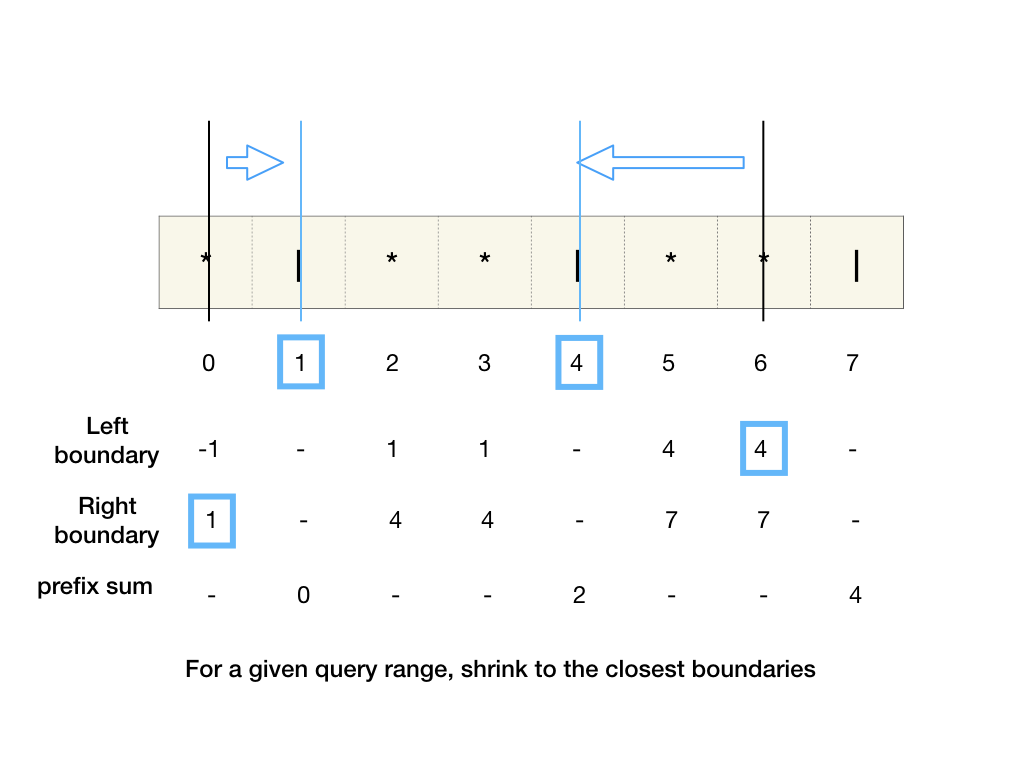 * | * * | * * |
0 1 2 3 4 5 6 7
Left
boundary -1 - 1 1 - 4 4 -
Right
boundary 1 - 4 4 - 7 7 -
prefix sum - 0 - - 2 - - 4
For a given query range, shrink to the closest boundaries